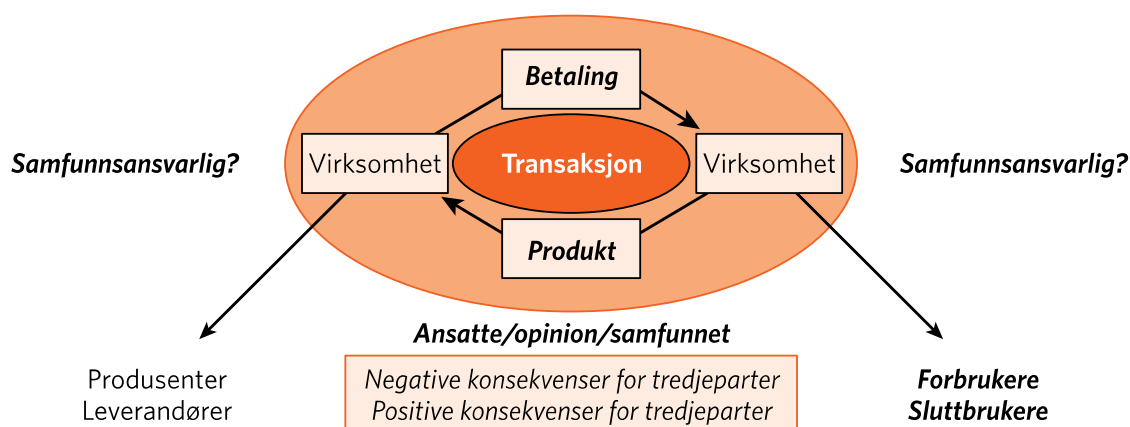 Betaling
Samfunnsansvarlig?
Virksomhet
Transaksjon
Virksomhet
Samfunnsansvarlig?
Produkt
Ansatte/opinion/samfunnet
Produsenter
Leverandører
Negative konsekvenser for tredjeparter
Positive konsekvenser for tredjeparter
Forbrukere
Sluttbrukere